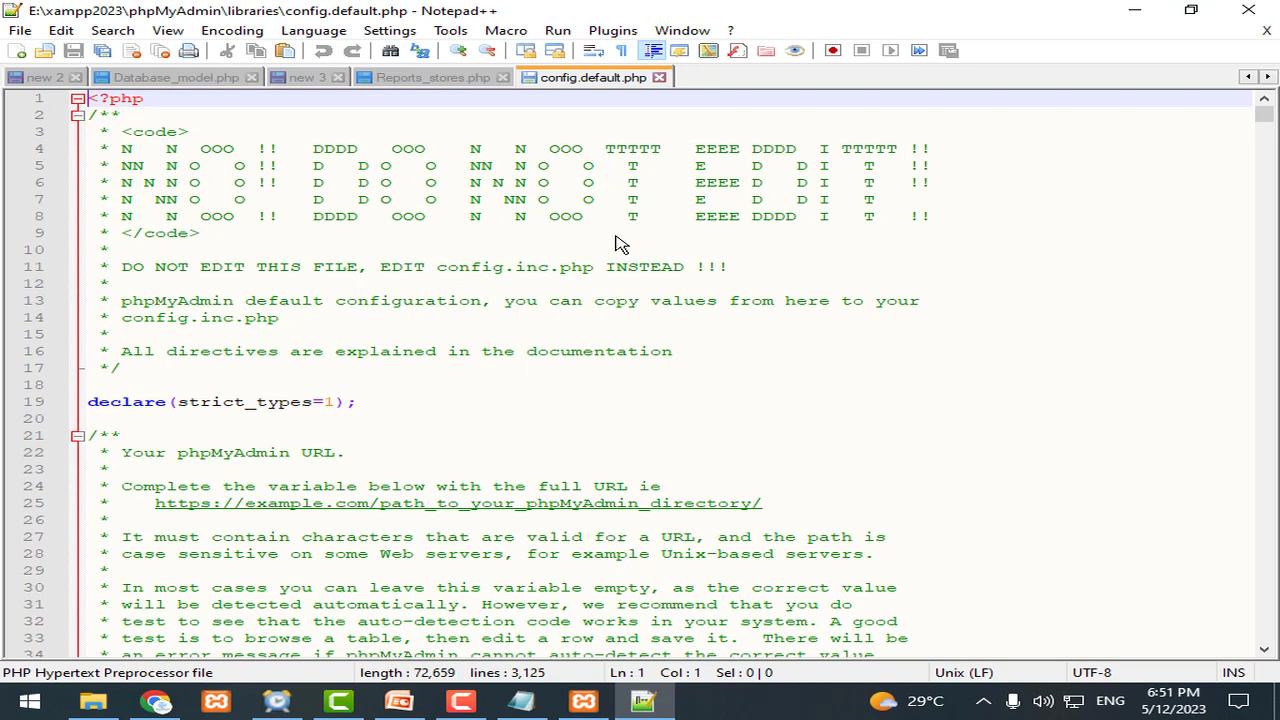 E:\xampp2023\phpMyAdmin\libraries\config.default.php - Notepad++
File Edit Search View Encoding Language Settings Tools Macro Run Plugins Window ? X
new 2 Database_model.php new 3 Reports_stores.php config.default.php
1 <?php
2 /**
3 * <code>
4 * N N OOO !! DDDD OOO N N OOO TTTTT EEEE DDDD I TTTTT !!
5 * NN N O O !! D D O O NN N O O T E D D I T !!
6 * N N N O O !! D D O O N N N O O T EEEE D D I T !!
7 * N NN O O D D O O N NN O O T E D D I T
8 * N N OOO !! DDDD OOO N N OOO T EEEE DDDD I T !!
9 * </code>
10 *
11 * DO NOT EDIT THIS FILE, EDIT config.inc.php INSTEAD !!!
12 *
13 * phpMyAdmin default configuration, you can copy values from here to your
14 * config.inc.php
15 *
16 * All directives are explained in the documentation
17 */
18
19 declare(strict_types=1);
20
21 /**
22 * Your phpMyAdmin URL.
23 *
24 * Complete the variable below with the full URL ie
25 * https://example.com/path_to_your_phpMyAdmin_directory/
26 *
27 * It must contain characters that are valid for a URL, and the path is
28 * case sensitive on some Web servers, for example Unix-based servers.
29 *
30 * In most cases you can leave this variable empty, as the correct value
31 * will be detected automatically. However, we recommend that you do
32 * test to see that the auto-detection code works in your system. A good
33 * test is to browse a table, then edit a row and save it. There will be
34 * an error message if phpMyAdmin cannot auto-detect the correct value
PHP Hypertext Preprocessor file length : 72,659 lines : 3,125 Ln : 1 Col : 1 Sel : 0 | 0 Unix (LF) UTF-8 INS
29°C ENG 6:51 PM
5/12/2023